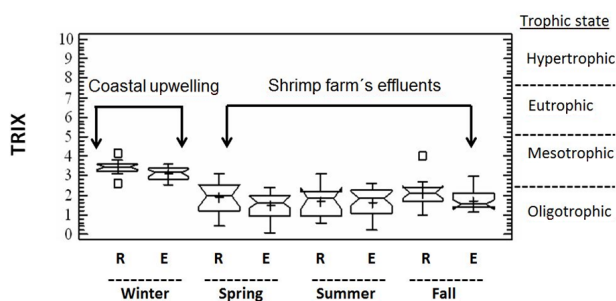 Trophic state
Hypertrophic
Eutrophic
Mesotrophic
Oligotrophic
TRIX
10
9
8
7
6
5
4
3
2
1
0
Coastal upwelling
Shrimp farm´s effluents
R E R E R E R E
Winter Spring Summer Fall